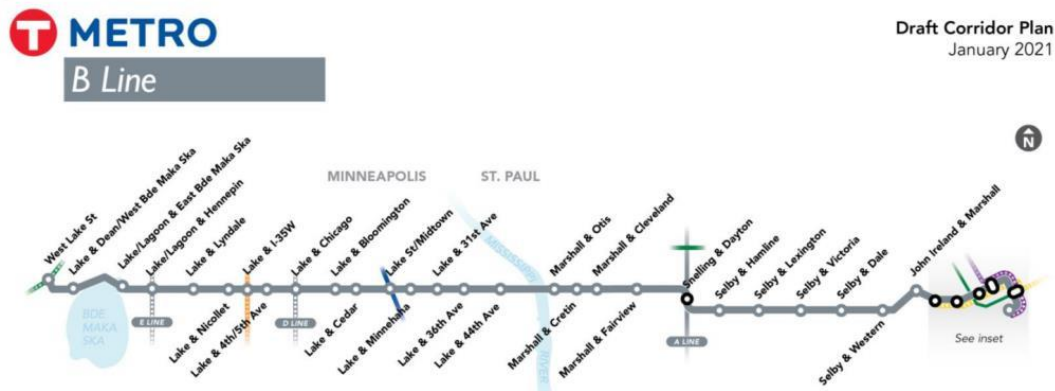 T METRO
B Line
Draft Corridor Plan
January 2021
N
MINNEAPOLIS
ST. PAUL
West Lake St
Lake & Dean/West Bde Maka Ska
Lake/Lagoon & East Bde Maka Ska
Lake/Lagoon & Hennepin
Lake & Lyndale
Lake & Nicollet
Lake & I-35W
Lake & 4th/5th Ave
Lake & Chicago
Lake & Bloomington
Lake & Cedar
Lake St/Midtown
Lake & Minnehaha
Lake & 31st Ave
Lake & 36th Ave
Lake & 44th Ave
MISSISSIPPI
RIVER
Marshall & Otis
Marshall & Cretin
Marshall & Cleveland
Marshall & Fairview
Snelling & Dayton
Selby & Hamline
Selby & Lexington
Selby & Victoria
Selby & Dale
Selby & Western
John Ireland & Marshall
BDE
MAKA
SKA
E LINE
D LINE
A LINE
See inset